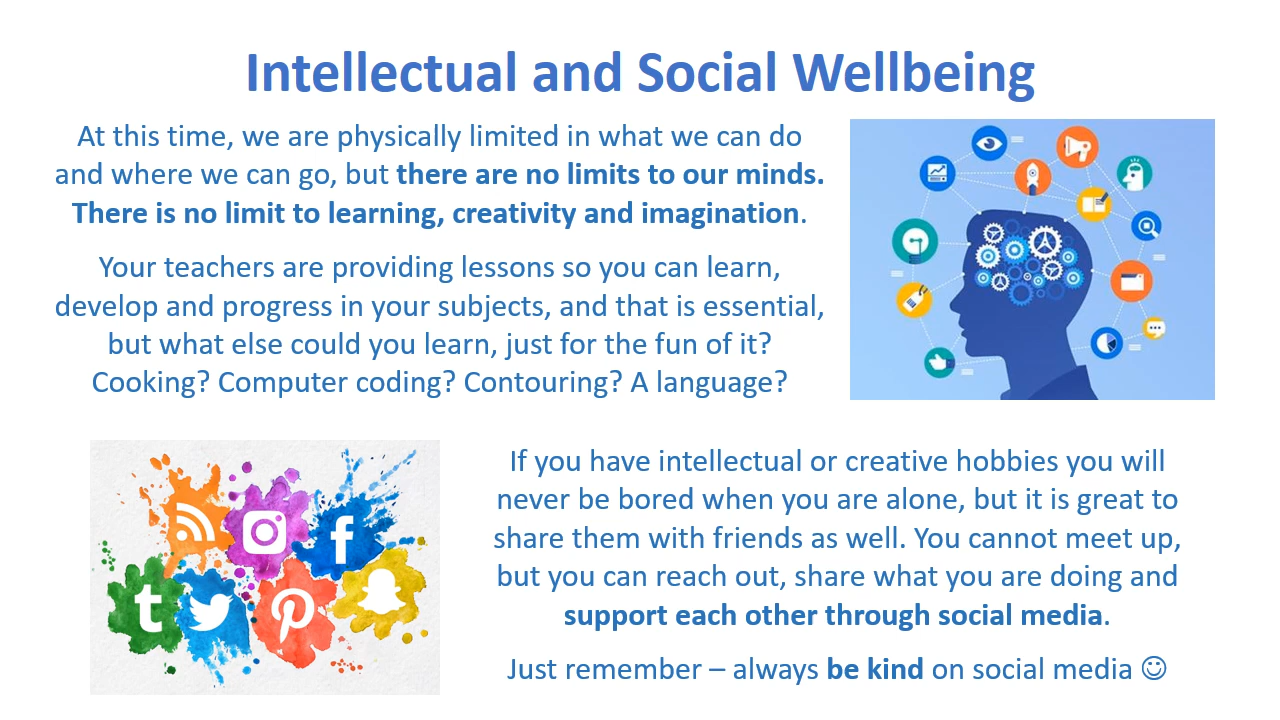 Intellectual and Social Wellbeing
At this time, we are physically limited in what we can do
and where we can go, but there are no limits to our minds.
There is no limit to learning, creativity and imagination.
Your teachers are providing lessons so you can learn,
develop and progress in your subjects, and that is essential,
but what else could you learn, just for the fun of it?
Cooking? Computer coding? Contouring? A language?
If you have intellectual or creative hobbies you will
never be bored when you are alone, but it is great to
share them with friends as well. You cannot meet up,
but you can reach out, share what you are doing and
support each other through social media.
Just remember – always be kind on social media ☺